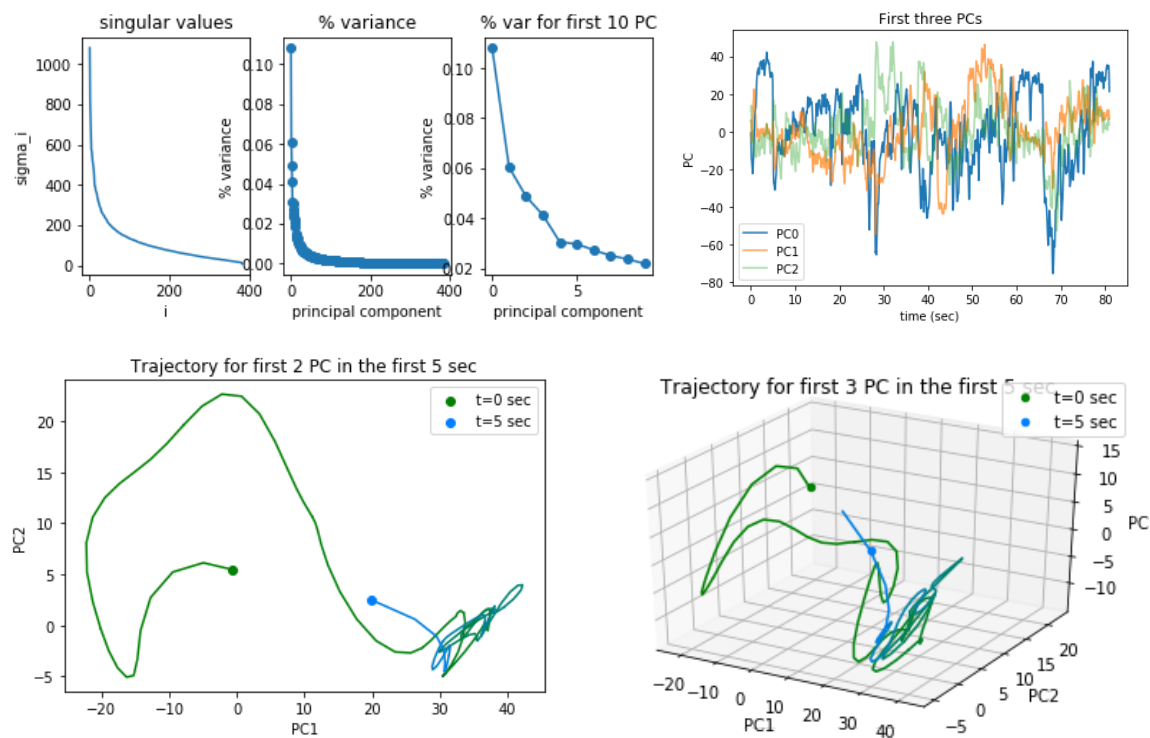 singular values
1000
800
600
400
200
0
sigma_i
0
200
400
i
% variance
0.10
0.08
0.06
0.04
0.02
0.00
% variance
0
200
400
principal component
% var for first 10 PC
0.10
0.08
0.06
0.04
0.02
% variance
5
principal component
First three PCs
40
20
0
−20
−40
−60
−80
PC
PC0
PC1
PC2
0
10
20
30
40
50
60
70
80
time (sec)
Trajectory for first 2 PC in the first 5 sec
t=0 sec
t=5 sec
20
15
10
5
0
−5
PC2
−20
−10
0
10
20
30
40
PC1
Trajectory for first 3 PC in the first 5 sec
t=0 sec
t=5 sec
15
10
5
0
−5
−10
PC
−20
−10
0
10
20
30
40
PC1
−5
0
5
10
15
20
PC2